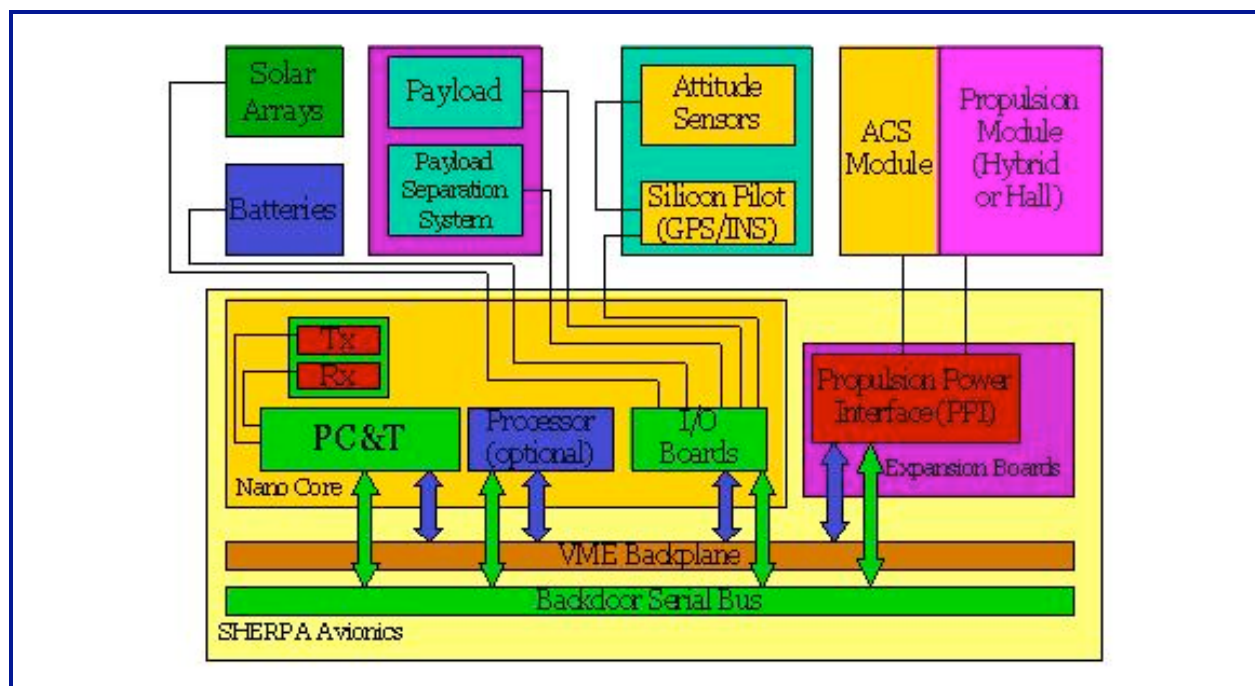 Solar
Arrays
Batteries
Payload
Payload
Separation
System
Attitude
Sensors
Silicon Pilot
(GPS/INS)
ACS
Module
Propulsion
Module
(Hybrid
or Hall)
Tx
Rx
PC&T
Processor
(optional)
I/O
Boards
Nano Core
Propulsion Power
Interface (PPI)
Expansion Boards
VME Backplane
Backdoor Serial Bus
SHERPA Avionics